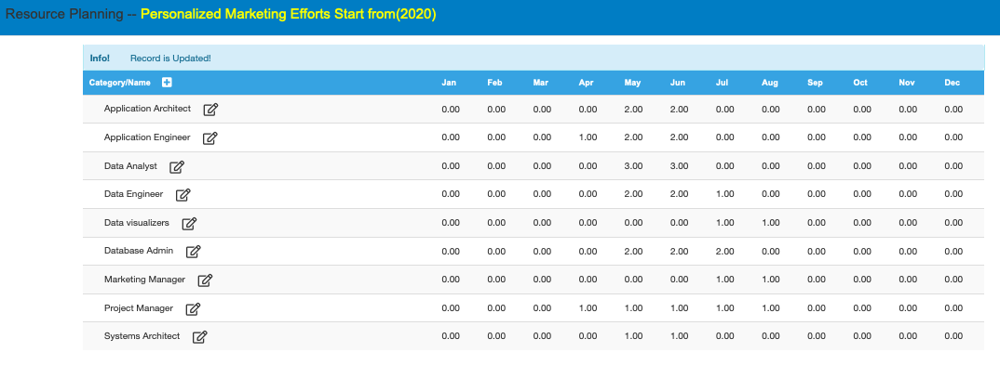 Resource Planning -- Personalized Marketing Efforts Start from(2020)
Info! Record is Updated!
Category/Name Jan Feb Mar Apr May Jun Jul Aug Sep Oct Nov Dec
Application Architect 0.00 0.00 0.00 0.00 2.00 2.00 0.00 0.00 0.00 0.00 0.00 0.00
Application Engineer 0.00 0.00 0.00 1.00 2.00 2.00 0.00 0.00 0.00 0.00 0.00 0.00
Data Analyst 0.00 0.00 0.00 0.00 3.00 3.00 0.00 0.00 0.00 0.00 0.00 0.00
Data Engineer 0.00 0.00 0.00 0.00 2.00 2.00 1.00 0.00 0.00 0.00 0.00 0.00
Data visualizers 0.00 0.00 0.00 0.00 0.00 0.00 1.00 1.00 0.00 0.00 0.00 0.00
Database Admin 0.00 0.00 0.00 0.00 2.00 2.00 2.00 0.00 0.00 0.00 0.00 0.00
Marketing Manager 0.00 0.00 0.00 0.00 0.00 0.00 1.00 1.00 0.00 0.00 0.00 0.00
Project Manager 0.00 0.00 0.00 1.00 1.00 1.00 1.00 1.00 0.00 0.00 0.00 0.00
Systems Architect 0.00 0.00 0.00 0.00 1.00 1.00 0.00 0.00 0.00 0.00 0.00 0.00